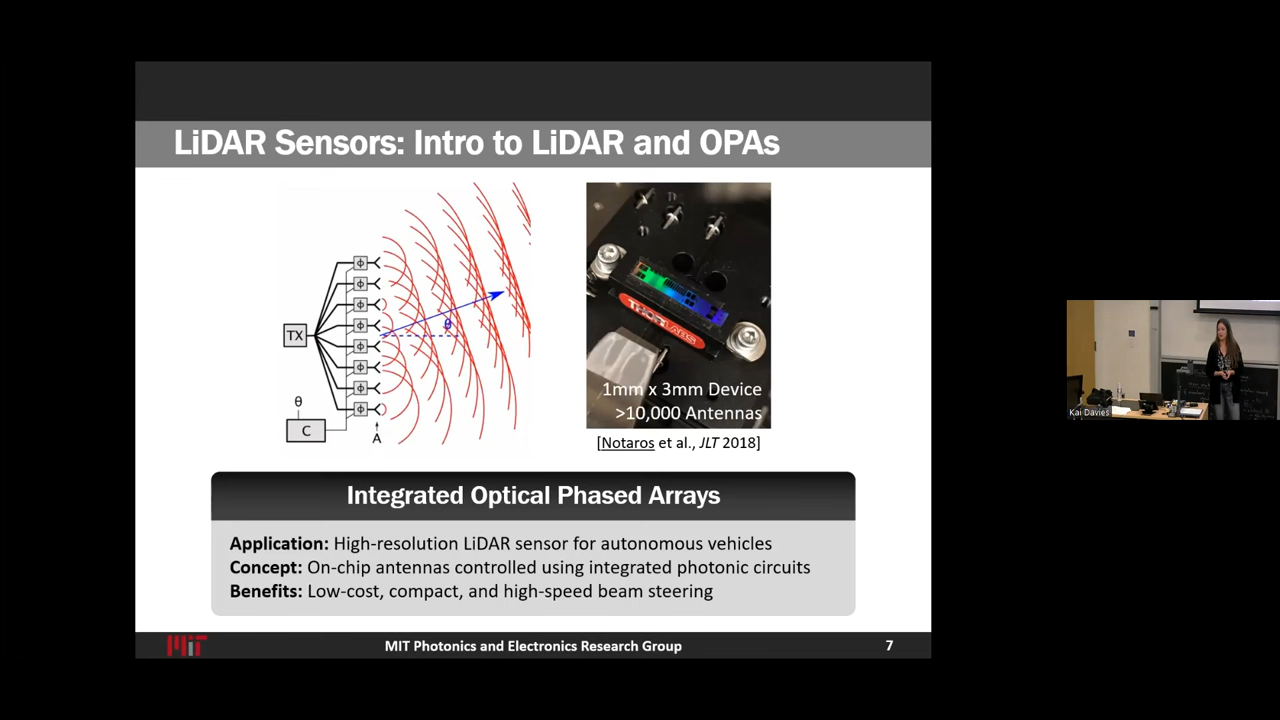 LiDAR Sensors: Intro to LiDAR and OPAs
TX
ϕ
ϕ
ϕ
ϕ
ϕ
ϕ
ϕ
ϕ
θ
θ
C
A
THORLABS
1mm x 3mm Device
>10,000 Antennas
[Notaros et al., JLT 2018]
Integrated Optical Phased Arrays
Application: High-resolution LiDAR sensor for autonomous vehicles
Concept: On-chip antennas controlled using integrated photonic circuits
Benefits: Low-cost, compact, and high-speed beam steering
MIT
MIT Photonics and Electronics Research Group
7
Kai Davies